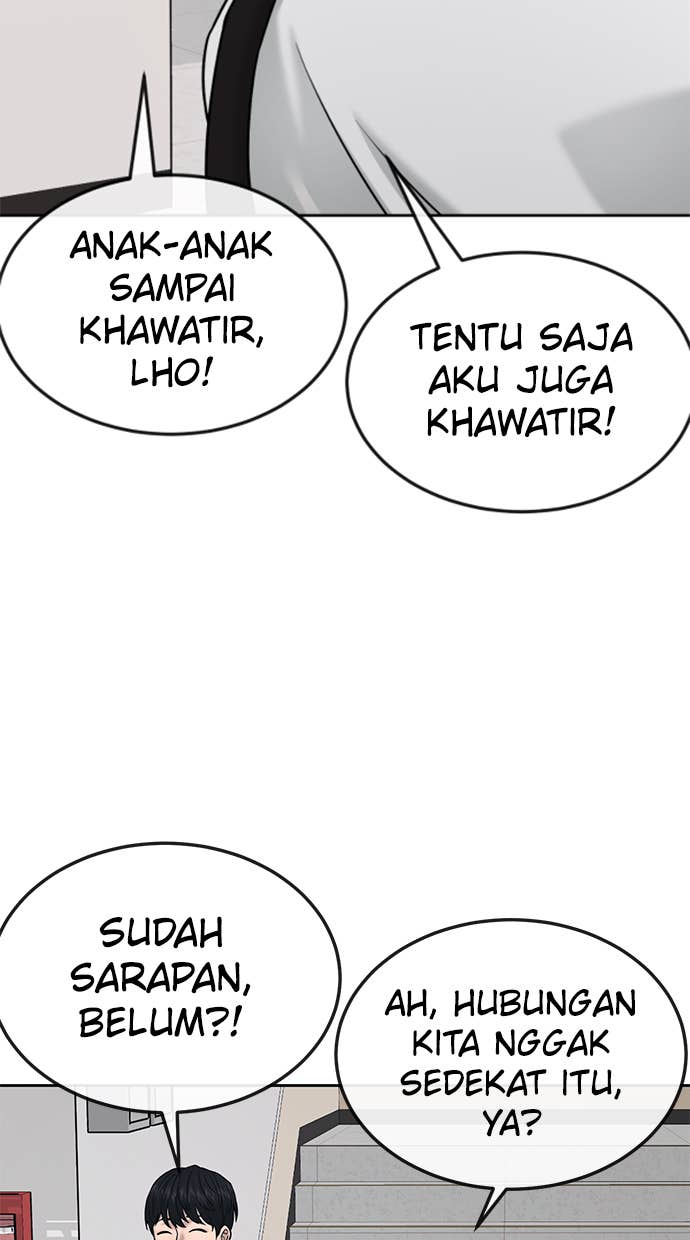 ANAK-ANAK
SAMPAI
KHAWATIR,
LHO!
TENTU SAJA
AKU JUGA
KHAWATIR!
SUDAH
SARAPAN,
BELUM?!
AH, HUBUNGAN
KITA NGGAK
SEDEKAT ITU,
YA?